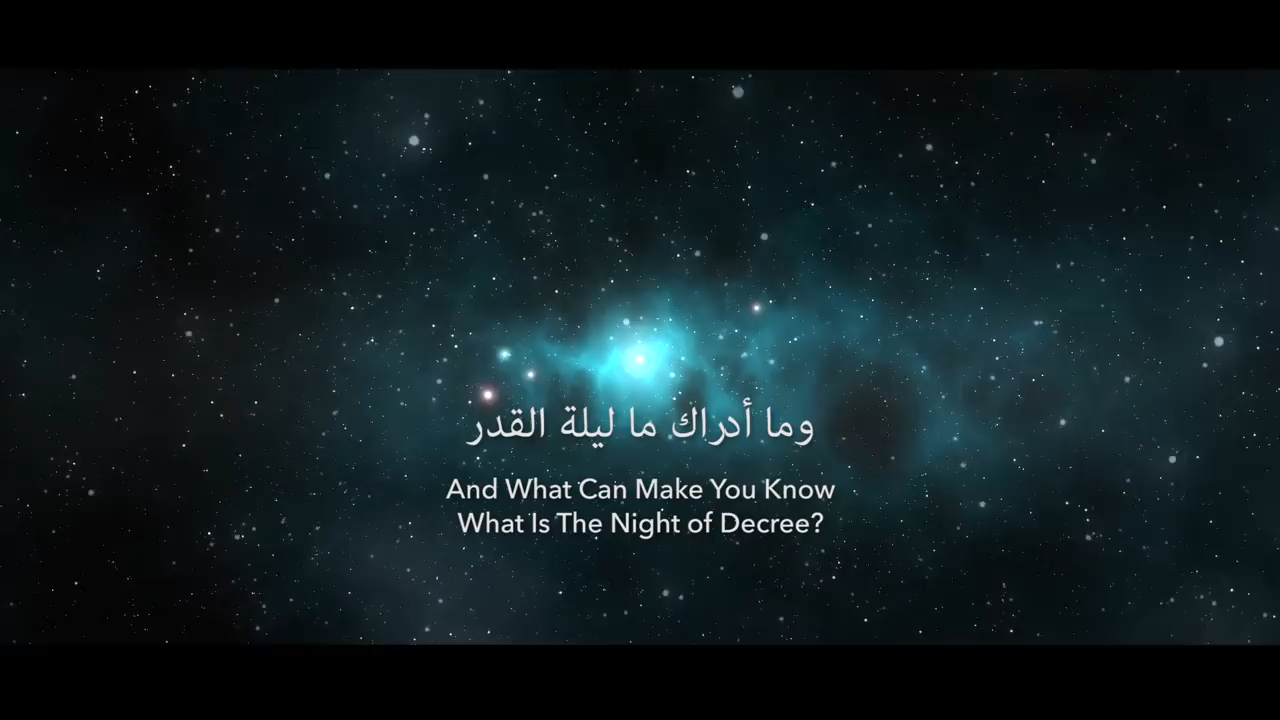 وما أدراك ما ليلة القدر
And What Can Make You Know
What Is The Night of Decree?